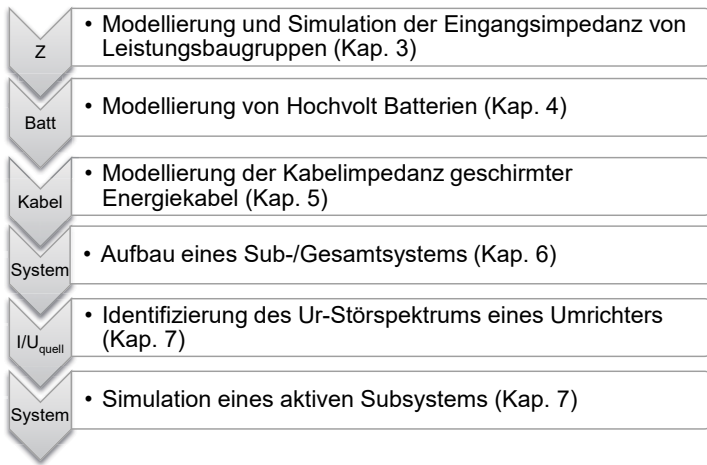 Z
• Modellierung und Simulation der Eingangsimpedanz von
Leistungsbaugruppen (Kap. 3)
Batt
• Modellierung von Hochvolt Batterien (Kap. 4)
Kabel
• Modellierung der Kabelimpedanz geschirmter
Energiekabel (Kap. 5)
System
• Aufbau eines Sub-/Gesamtsystems (Kap. 6)
I/Uquell
• Identifizierung des Ur-Störspektrums eines Umrichters
(Kap. 7)
System
• Simulation eines aktiven Subsystems (Kap. 7)